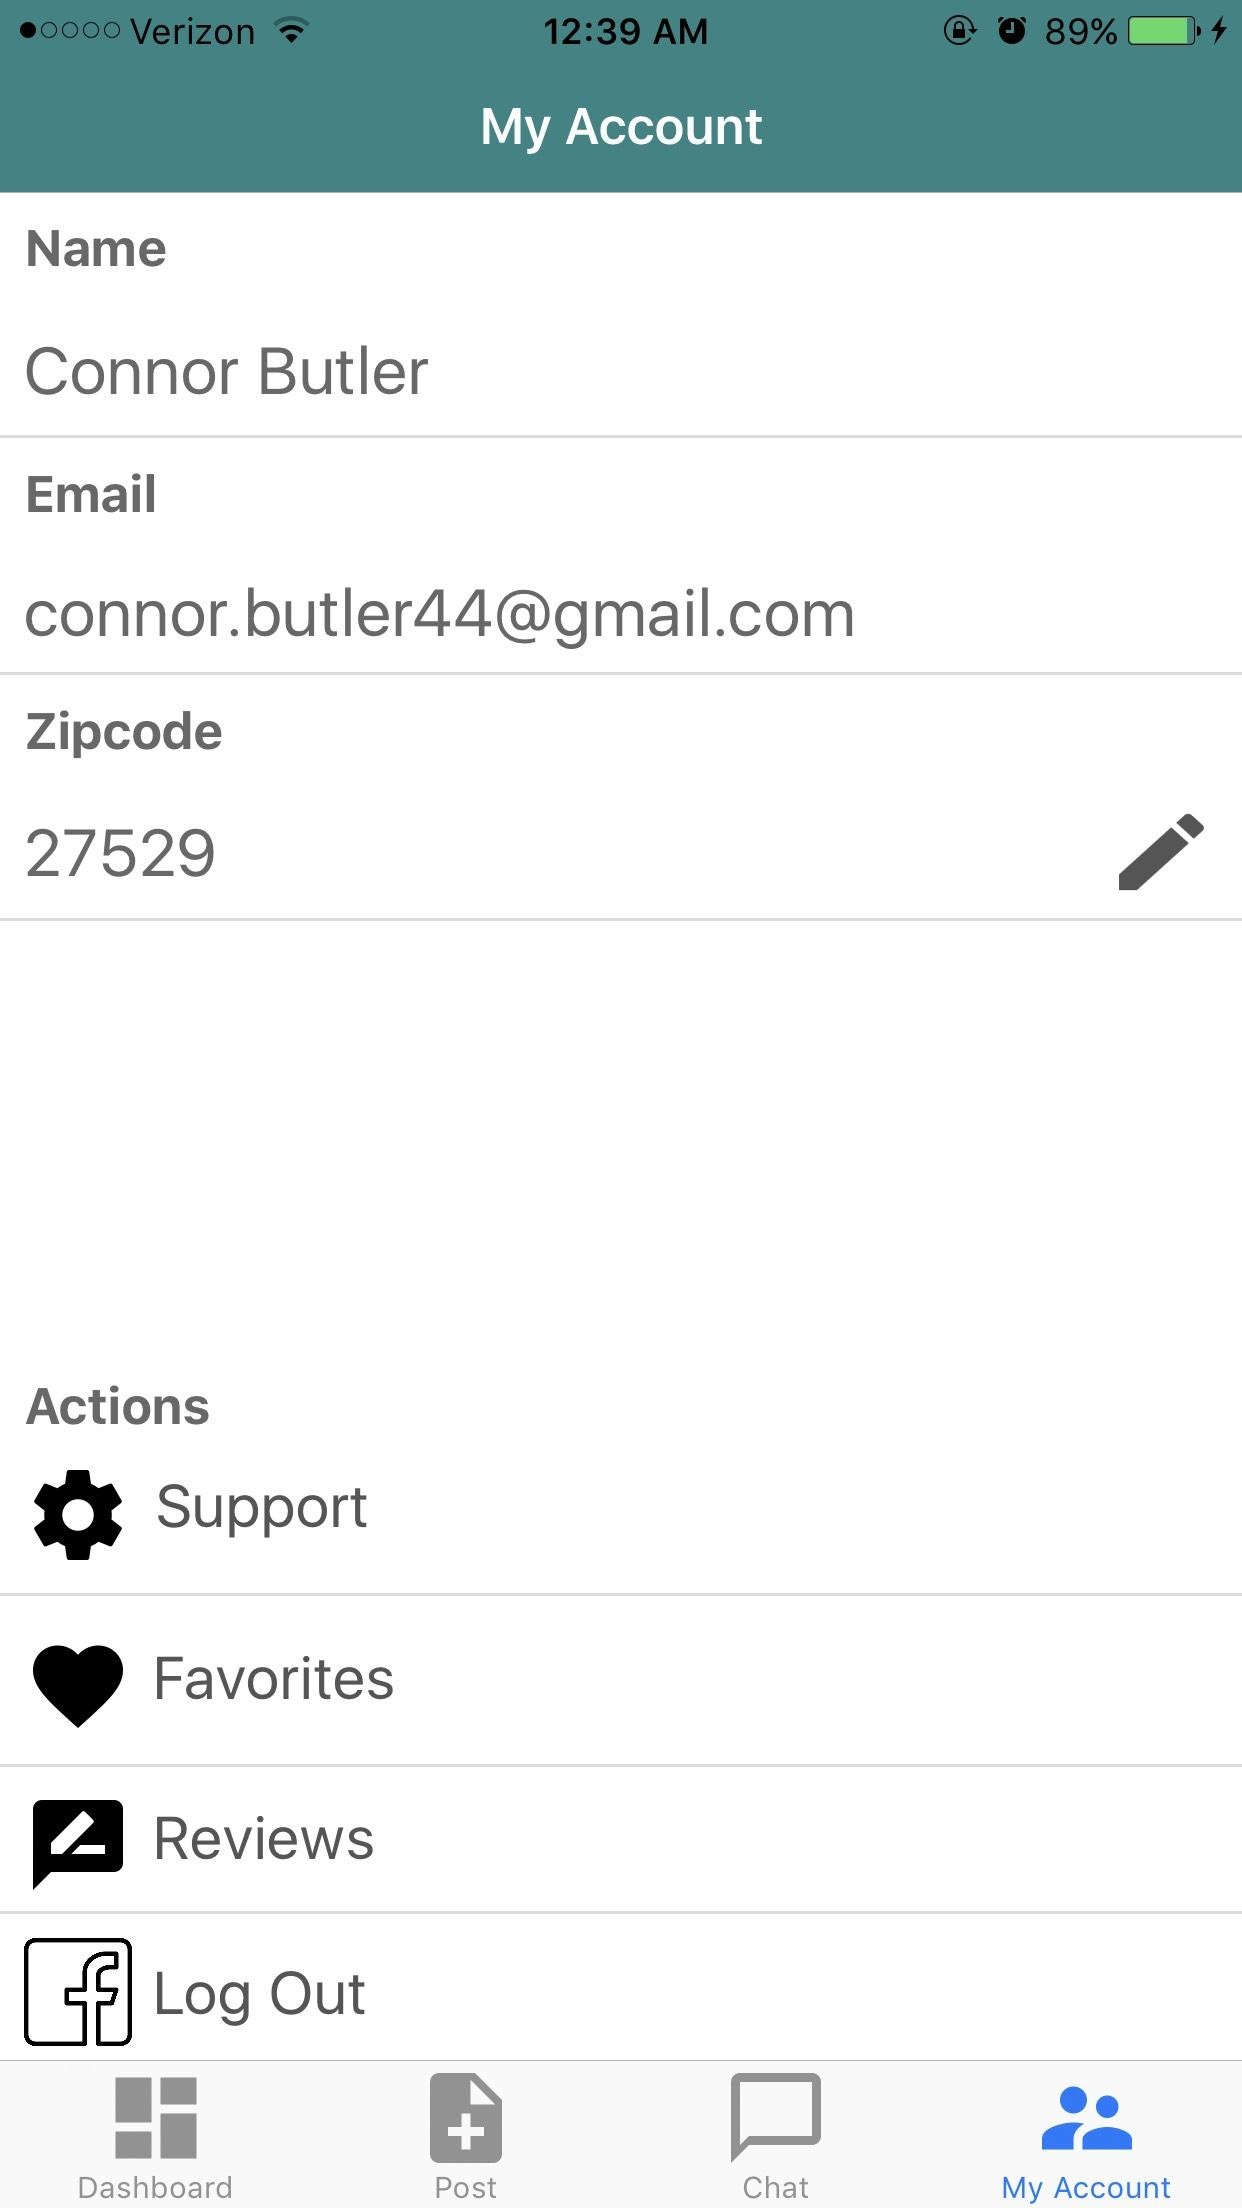 Verizon 12:39 AM 89%
My Account
Name
Connor Butler
Email
connor.butler44@gmail.com
Zipcode
27529
Actions
Support
Favorites
Reviews
Log Out
Dashboard Post Chat My Account